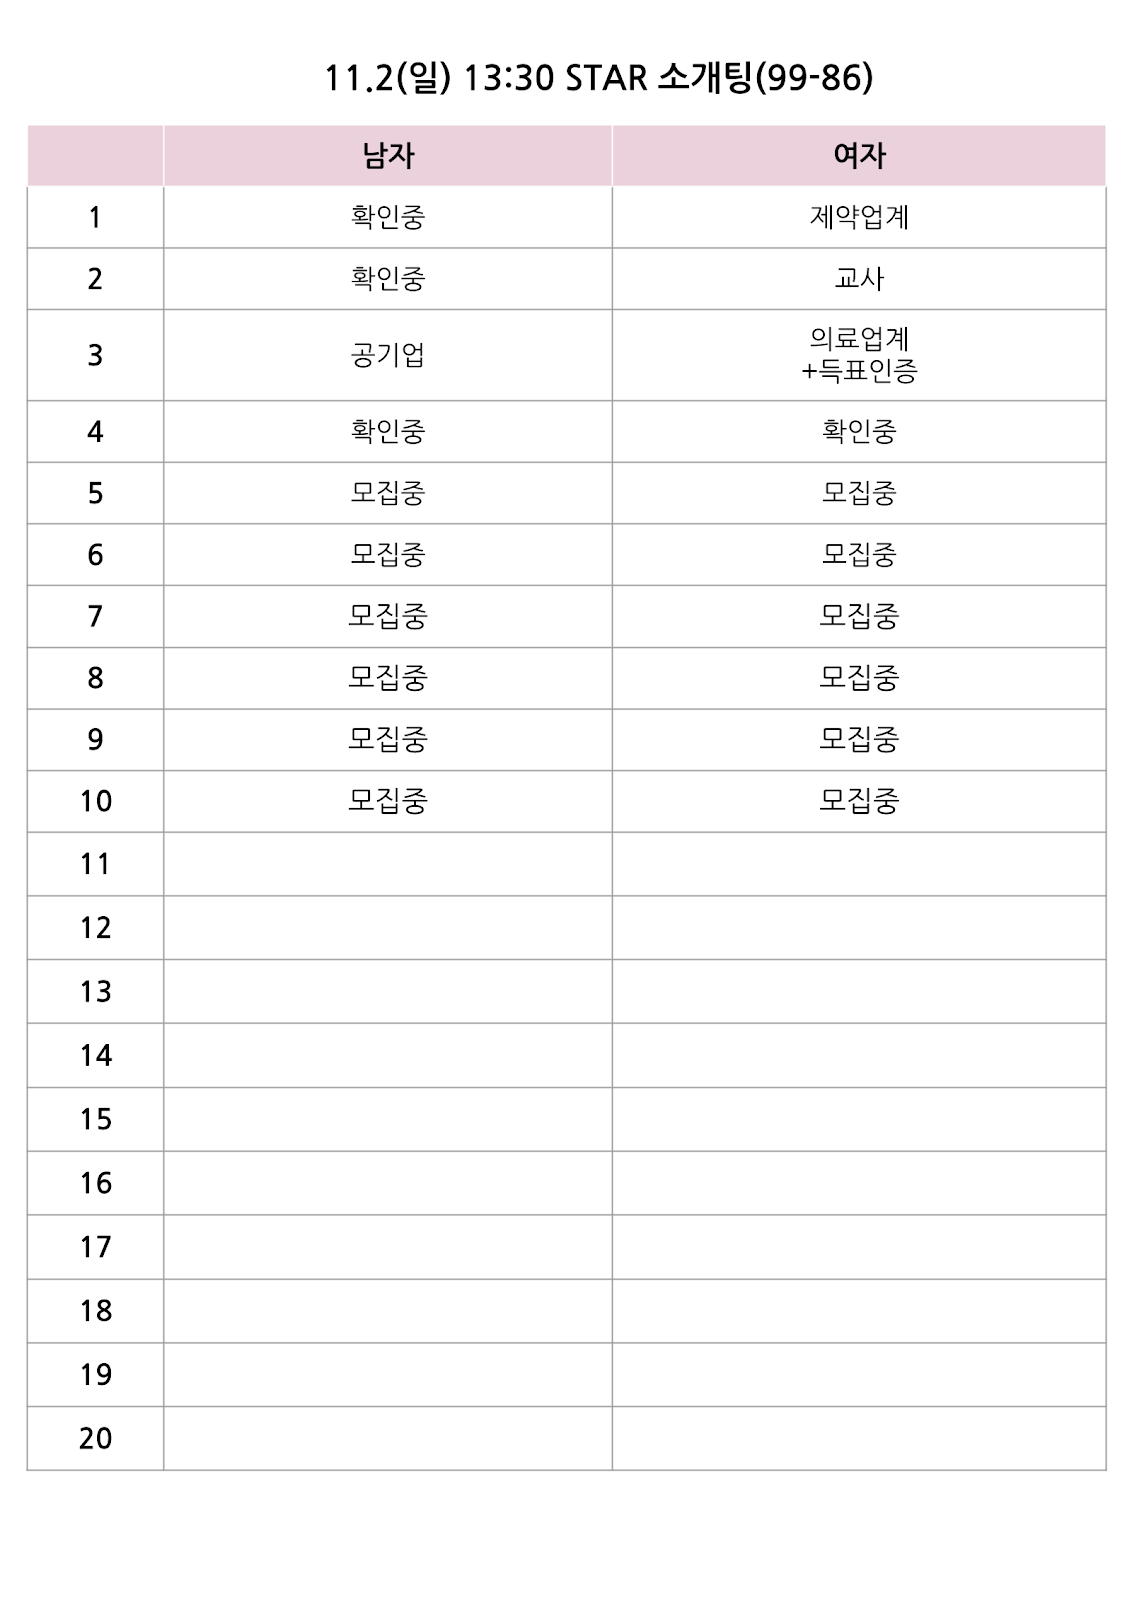 11.2(일) 13:30 STAR 소개팅(99-86)
남자 여자
1 확인중 제약업계
2 확인중 교사
3 공기업 의료업계
+득표인증
4 확인중 확인중
5 모집중 모집중
6 모집중 모집중
7 모집중 모집중
8 모집중 모집중
9 모집중 모집중
10 모집중 모집중
11
12
13
14
15
16
17
18
19
20